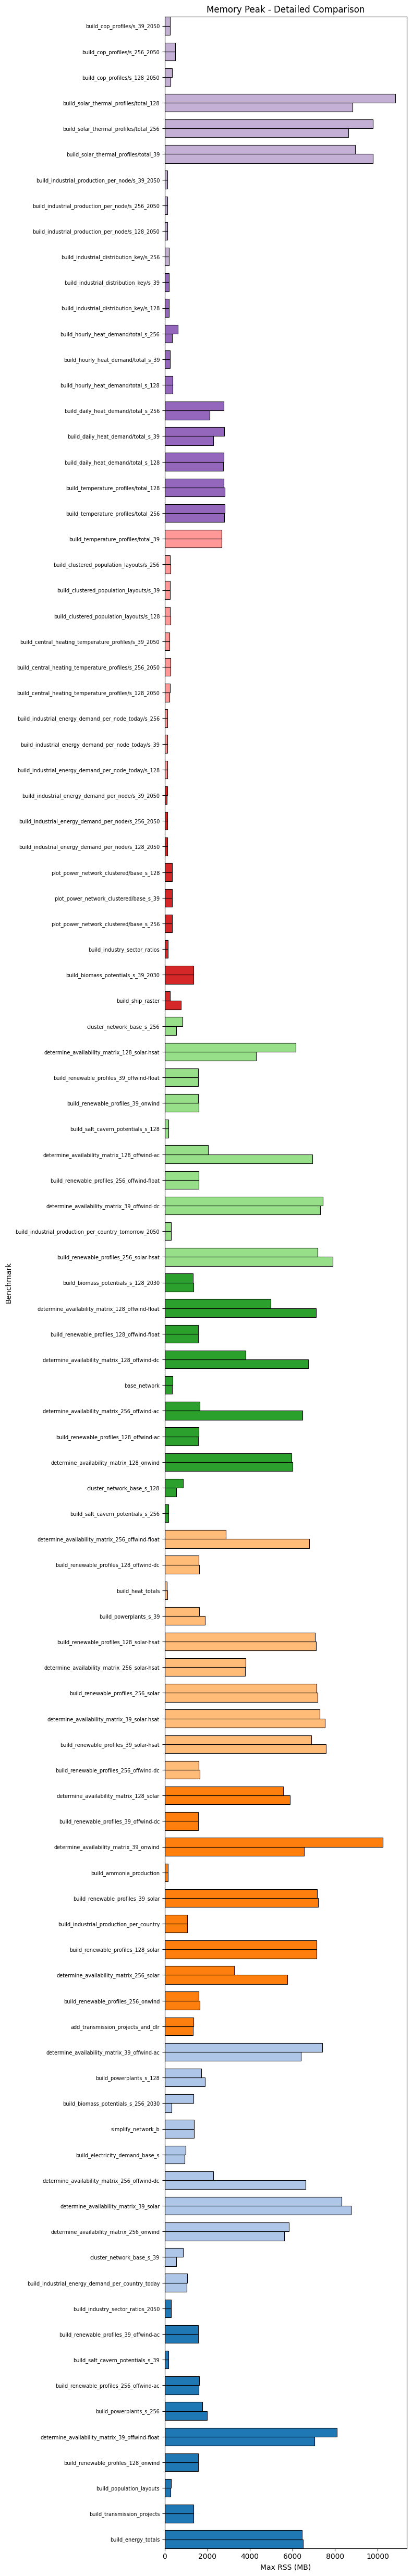 Memory Peak - Detailed Comparison
build_cop_profiles/s_39_2050
build_cop_profiles/s_256_2050
build_cop_profiles/s_128_2050
build_solar_thermal_profiles/total_128
build_solar_thermal_profiles/total_256
build_solar_thermal_profiles/total_39
build_industrial_production_per_node/s_39_2050
build_industrial_production_per_node/s_256_2050
build_industrial_production_per_node/s_128_2050
build_industrial_distribution_key/s_256
build_industrial_distribution_key/s_39
build_industrial_distribution_key/s_128
build_hourly_heat_demand/total_s_256
build_hourly_heat_demand/total_s_39
build_hourly_heat_demand/total_s_128
build_daily_heat_demand/total_s_256
build_daily_heat_demand/total_s_39
build_daily_heat_demand/total_s_128
build_temperature_profiles/total_128
build_temperature_profiles/total_256
build_temperature_profiles/total_39
build_clustered_population_layouts/s_256
build_clustered_population_layouts/s_39
build_clustered_population_layouts/s_128
build_central_heating_temperature_profiles/s_39_2050
build_central_heating_temperature_profiles/s_256_2050
build_central_heating_temperature_profiles/s_128_2050
build_industrial_energy_demand_per_node_today/s_256
build_industrial_energy_demand_per_node_today/s_39
build_industrial_energy_demand_per_node_today/s_128
build_industrial_energy_demand_per_node/s_39_2050
build_industrial_energy_demand_per_node/s_256_2050
build_industrial_energy_demand_per_node/s_128_2050
plot_power_network_clustered/base_s_128
plot_power_network_clustered/base_s_39
plot_power_network_clustered/base_s_256
build_industry_sector_ratios
build_biomass_potentials_s_39_2030
build_ship_raster
cluster_network_base_s_256
determine_availability_matrix_128_solar-hsat
build_renewable_profiles_39_offwind-float
build_renewable_profiles_39_onwind
build_salt_cavern_potentials_s_128
determine_availability_matrix_128_offwind-ac
build_renewable_profiles_256_offwind-float
determine_availability_matrix_39_offwind-dc
build_industrial_production_per_country_tomorrow_2050
build_renewable_profiles_256_solar-hsat
build_biomass_potentials_s_128_2030
determine_availability_matrix_128_offwind-float
build_renewable_profiles_128_offwind-float
determine_availability_matrix_128_offwind-dc
base_network
determine_availability_matrix_256_offwind-ac
build_renewable_profiles_128_offwind-ac
determine_availability_matrix_128_onwind
cluster_network_base_s_128
build_salt_cavern_potentials_s_256
determine_availability_matrix_256_offwind-float
build_renewable_profiles_128_offwind-dc
build_heat_totals
build_powerplants_s_39
build_renewable_profiles_128_solar-hsat
determine_availability_matrix_256_solar-hsat
build_renewable_profiles_256_solar
determine_availability_matrix_39_solar-hsat
build_renewable_profiles_39_solar-hsat
build_renewable_profiles_256_offwind-dc
determine_availability_matrix_128_solar
build_renewable_profiles_39_offwind-dc
determine_availability_matrix_39_onwind
build_ammonia_production
build_renewable_profiles_39_solar
build_industrial_production_per_country
build_renewable_profiles_128_solar
determine_availability_matrix_256_solar
build_renewable_profiles_256_onwind
add_transmission_projects_and_dlr
determine_availability_matrix_39_offwind-ac
build_powerplants_s_128
build_biomass_potentials_s_256_2030
simplify_network_b
build_electricity_demand_base_s
determine_availability_matrix_256_offwind-dc
determine_availability_matrix_39_solar
determine_availability_matrix_256_onwind
cluster_network_base_s_39
build_industrial_energy_demand_per_country_today
build_industry_sector_ratios_2050
build_renewable_profiles_39_offwind-ac
build_salt_cavern_potentials_s_39
build_renewable_profiles_256_offwind-ac
build_powerplants_s_256
determine_availability_matrix_39_offwind-float
build_renewable_profiles_128_onwind
build_population_layouts
build_transmission_projects
build_energy_totals
Benchmark
0 2000 4000 6000 8000 10000
Max RSS (MB)